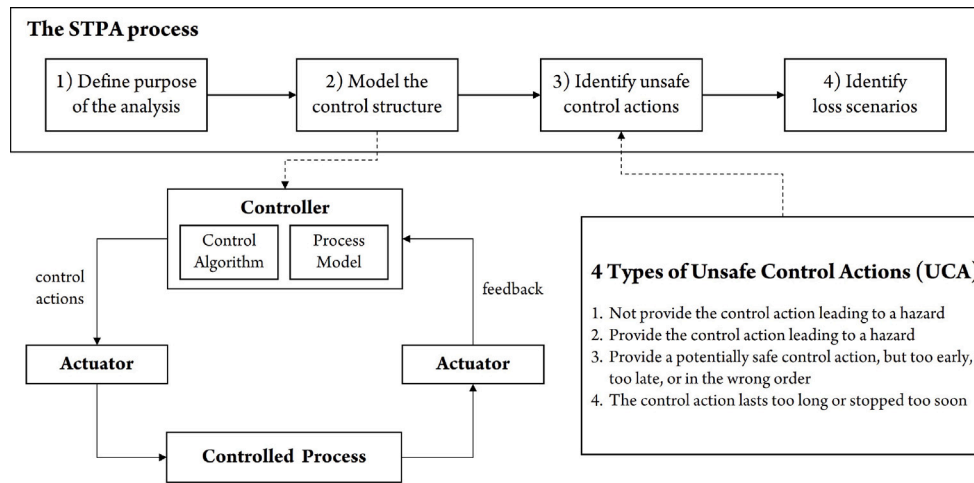 The STPA process
1) Define purpose
of the analysis
2) Model the
control structure
3) Identify unsafe
control actions
4) Identify
loss scenarios
Controller
Control
Algorithm
Process
Model
control
actions
feedback
Actuator
Actuator
Controlled Process
4 Types of Unsafe Control Actions (UCA)
1. Not provide the control action leading to a hazard
2. Provide the control action leading to a hazard
3. Provide a potentially safe control action, but too early,
too late, or in the wrong order
4. The control action lasts too long or stopped too soon